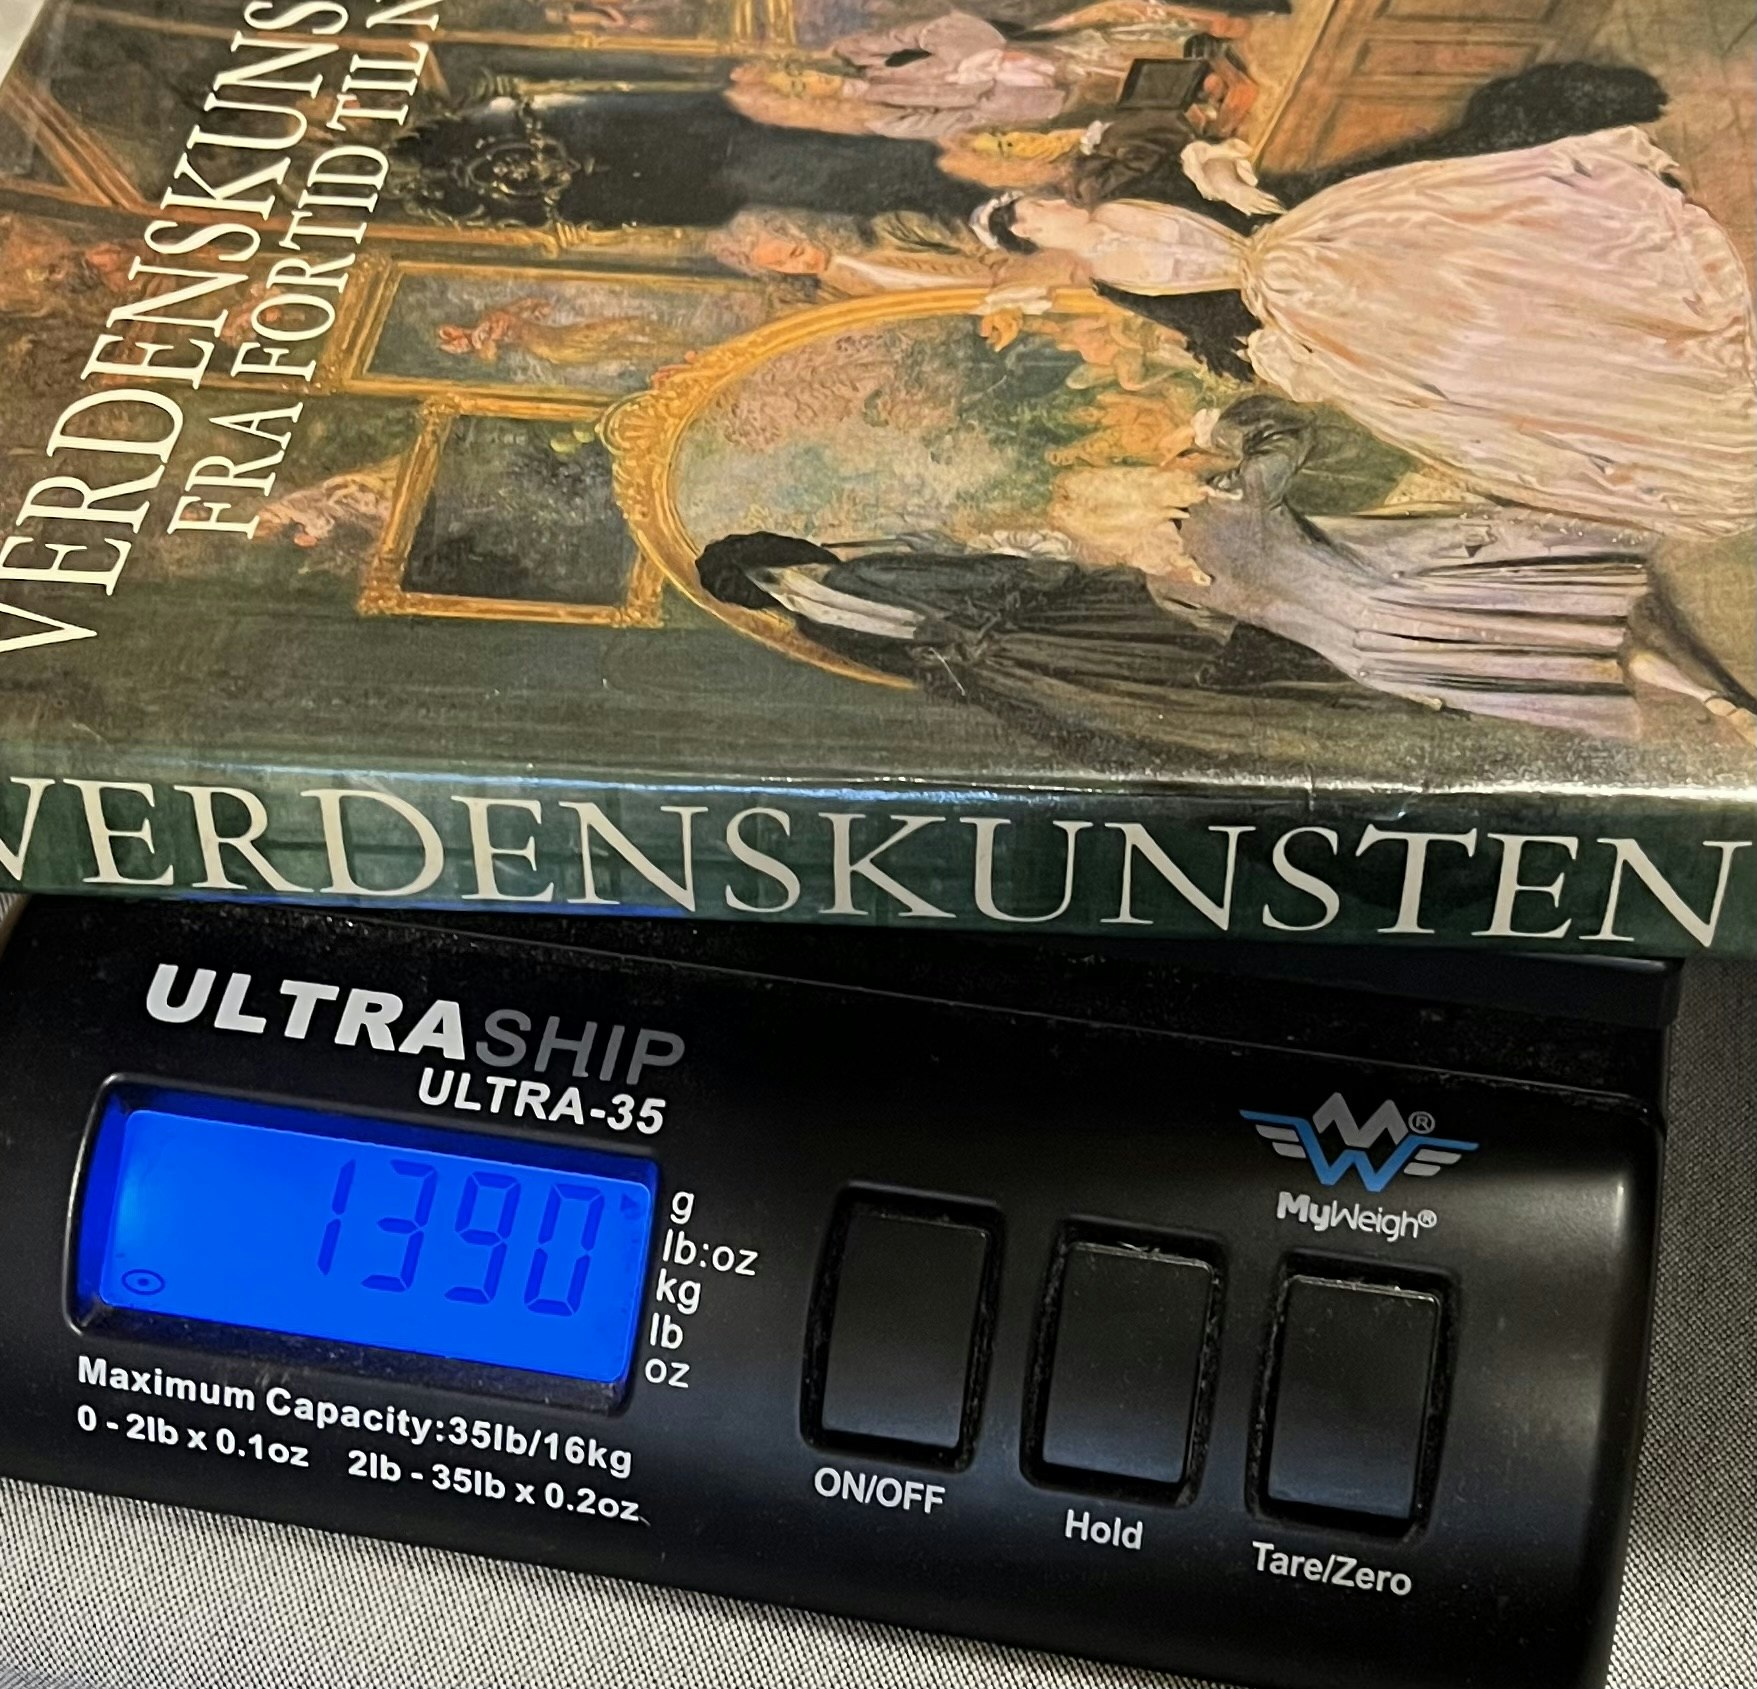 VERDENSKUNS
FRA FORTID TIL N
VERDENSKUNSTEN
ULTRASHIP
ULTRA-35
1390
g
lb:oz
kg
lb
oz
Maximum Capacity:35lb/16kg
0 - 2lb x 0.1oz 2lb - 35lb x 0.2oz
MW®
MyWeigh®
ON/OFF
Hold
Tare/Zero